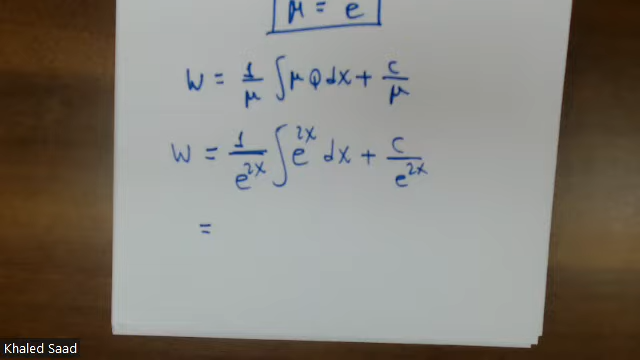 μ = e
W = 1/μ ∫ μ Q dx + c/μ
W = 1/e^2x ∫ e^2x dx + c/e^2x
=
Khaled Saad